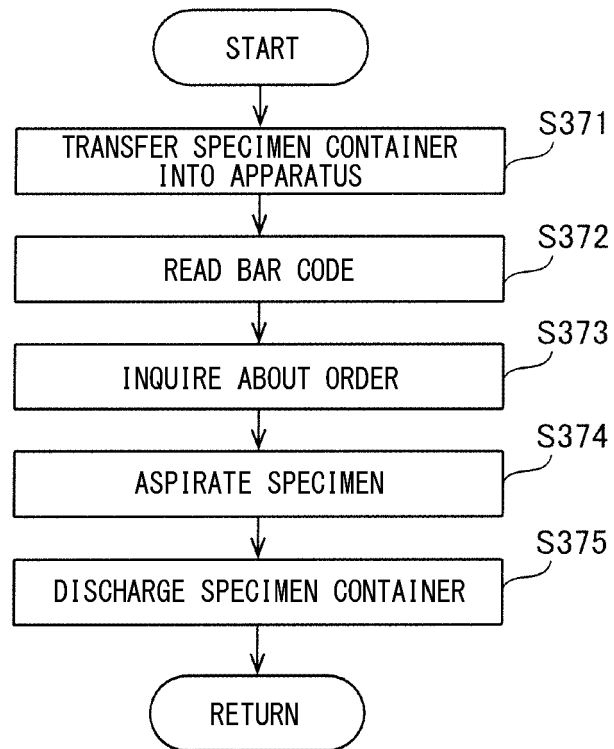 START
S371
TRANSFER SPECIMEN CONTAINER
INTO APPARATUS
S372
READ BAR CODE
S373
INQUIRE ABOUT ORDER
S374
ASPIRATE SPECIMEN
S375
DISCHARGE SPECIMEN CONTAINER
RETURN